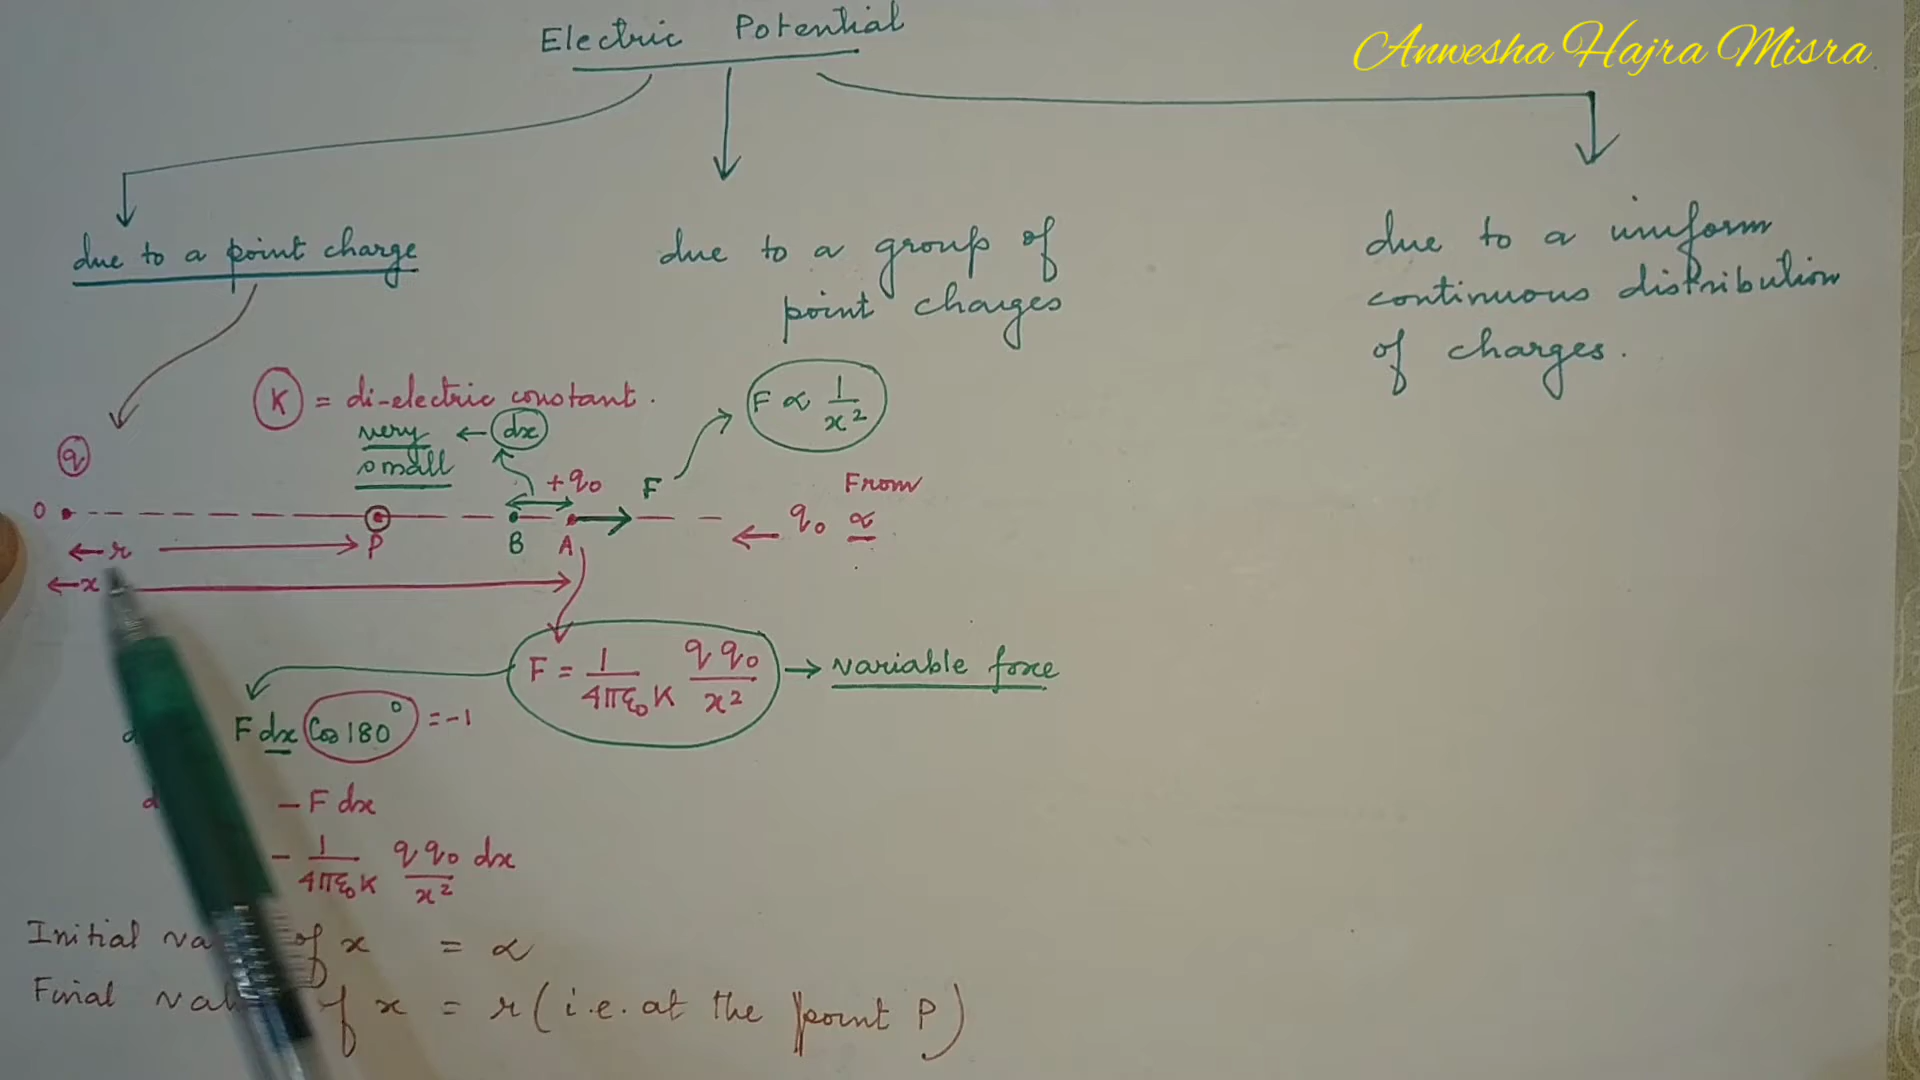 Electric Potential
Anwesha Hajra Misra
due to a point charge
due to a group of
point charges
due to a uniform
continuous distribution
of charges.
K = di-electric constant.
F ∝ 1/x²
very ← dx
small
q
+q₀
F
From
O
P
B
A
← q₀ ∝
← r →
← x →
F = 1/4πε₀K qq₀/x² → variable force
F dx Cos 180° = -1
- F dx
- 1/4πε₀K qq₀/x² dx
Initial of x = ∝
Final of x = r (i.e. at the point P)